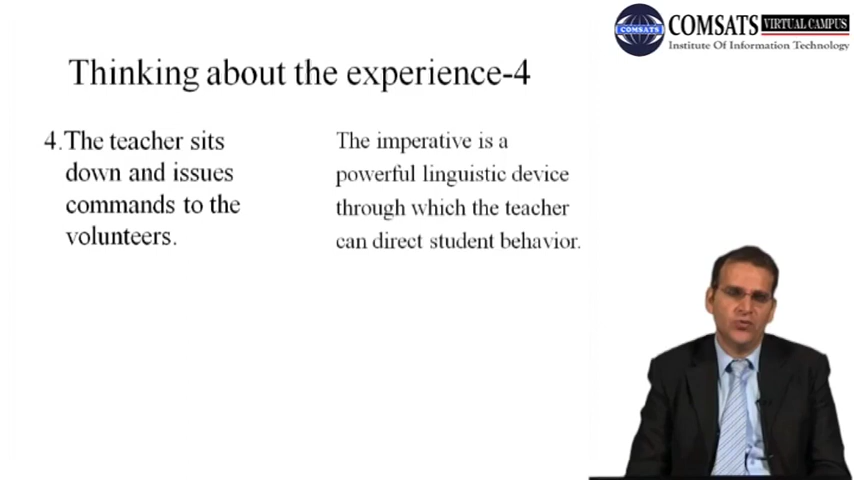 COMSATS
COMSATS VIRTUAL CAMPUS
Institute Of Information Technology
Thinking about the experience-4
4.The teacher sits
down and issues
commands to the
volunteers.
The imperative is a
powerful linguistic device
through which the teacher
can direct student behavior.